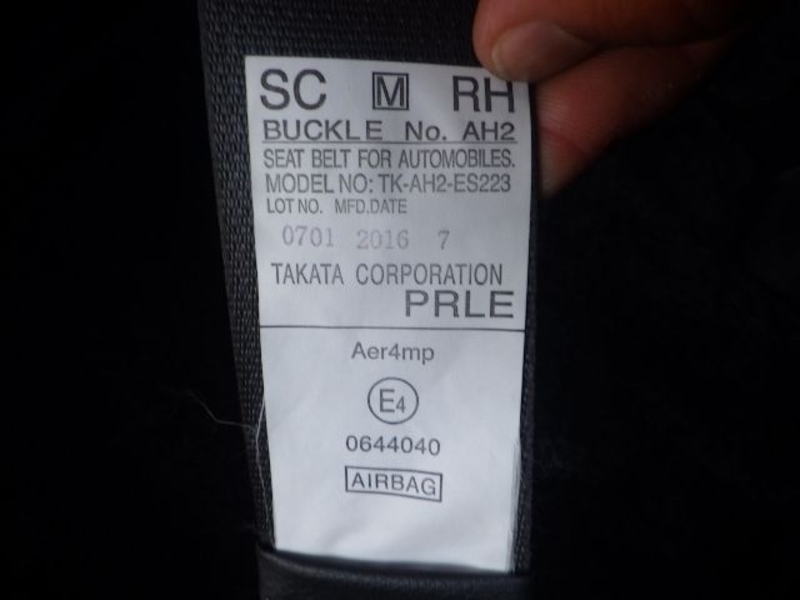 SC M RH
BUCKLE No. AH2
SEAT BELT FOR AUTOMOBILES.
MODEL NO: TK-AH2-ES223
LOT NO. MFD.DATE
0701 2016 7
TAKATA CORPORATION
PRLE
Aer4mp
E4
0644040
AIRBAG